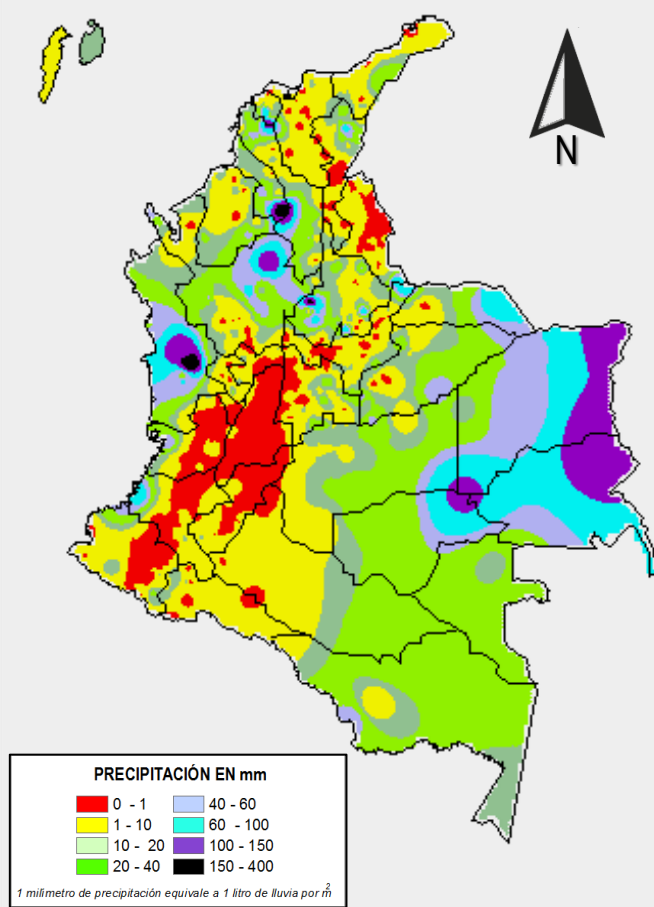 N
PRECIPITACIÓN EN mm
0 - 1
40 - 60
1 - 10
60 - 100
10 - 20
100 - 150
20 - 40
150 - 400
1 milimetro de precipitación equivale a 1 litro de lluvia por m²